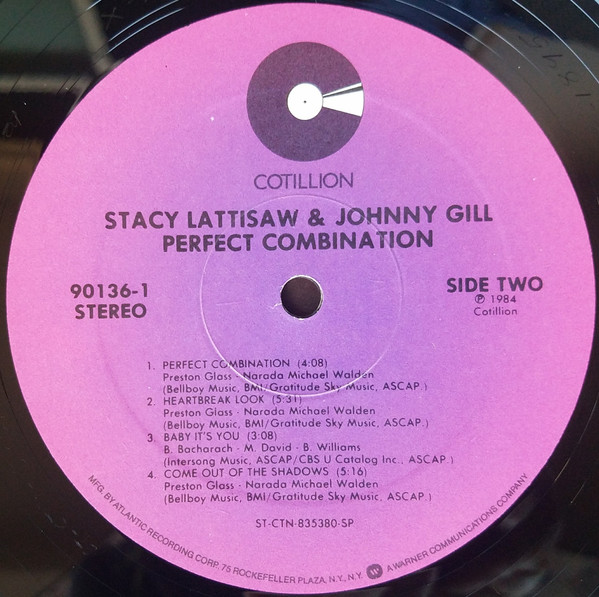 COTILLION
STACY LATTISAW & JOHNNY GILL
PERFECT COMBINATION
90136-1
STEREO
SIDE TWO
℗ 1984
Cotillion
1. PERFECT COMBINATION (4:08)
Preston Glass - Narada Michael Walden
(Bellboy Music, BMI/Gratitude Sky Music, ASCAP.)
2. HEARTBREAK LOOK (5:31)
Preston Glass - Narada Michael Walden
(Bellboy Music, BMI/Gratitude Sky Music, ASCAP.)
3. BABY IT'S YOU (3:08)
B. Bacharach - M. David - B. Williams
(Intersong Music, ASCAP/CBS U Catalog Inc., ASCAP.)
4. COME OUT OF THE SHADOWS (5:16)
Preston Glass - Narada Michael Walden
(Bellboy Music, BMI/Gratitude Sky Music, ASCAP.)
ST-CTN-835380-SP
MFG. BY ATLANTIC RECORDING CORP. 75 ROCKEFELLER PLAZA, N.Y., N.Y. W A WARNER COMMUNICATIONS COMPANY